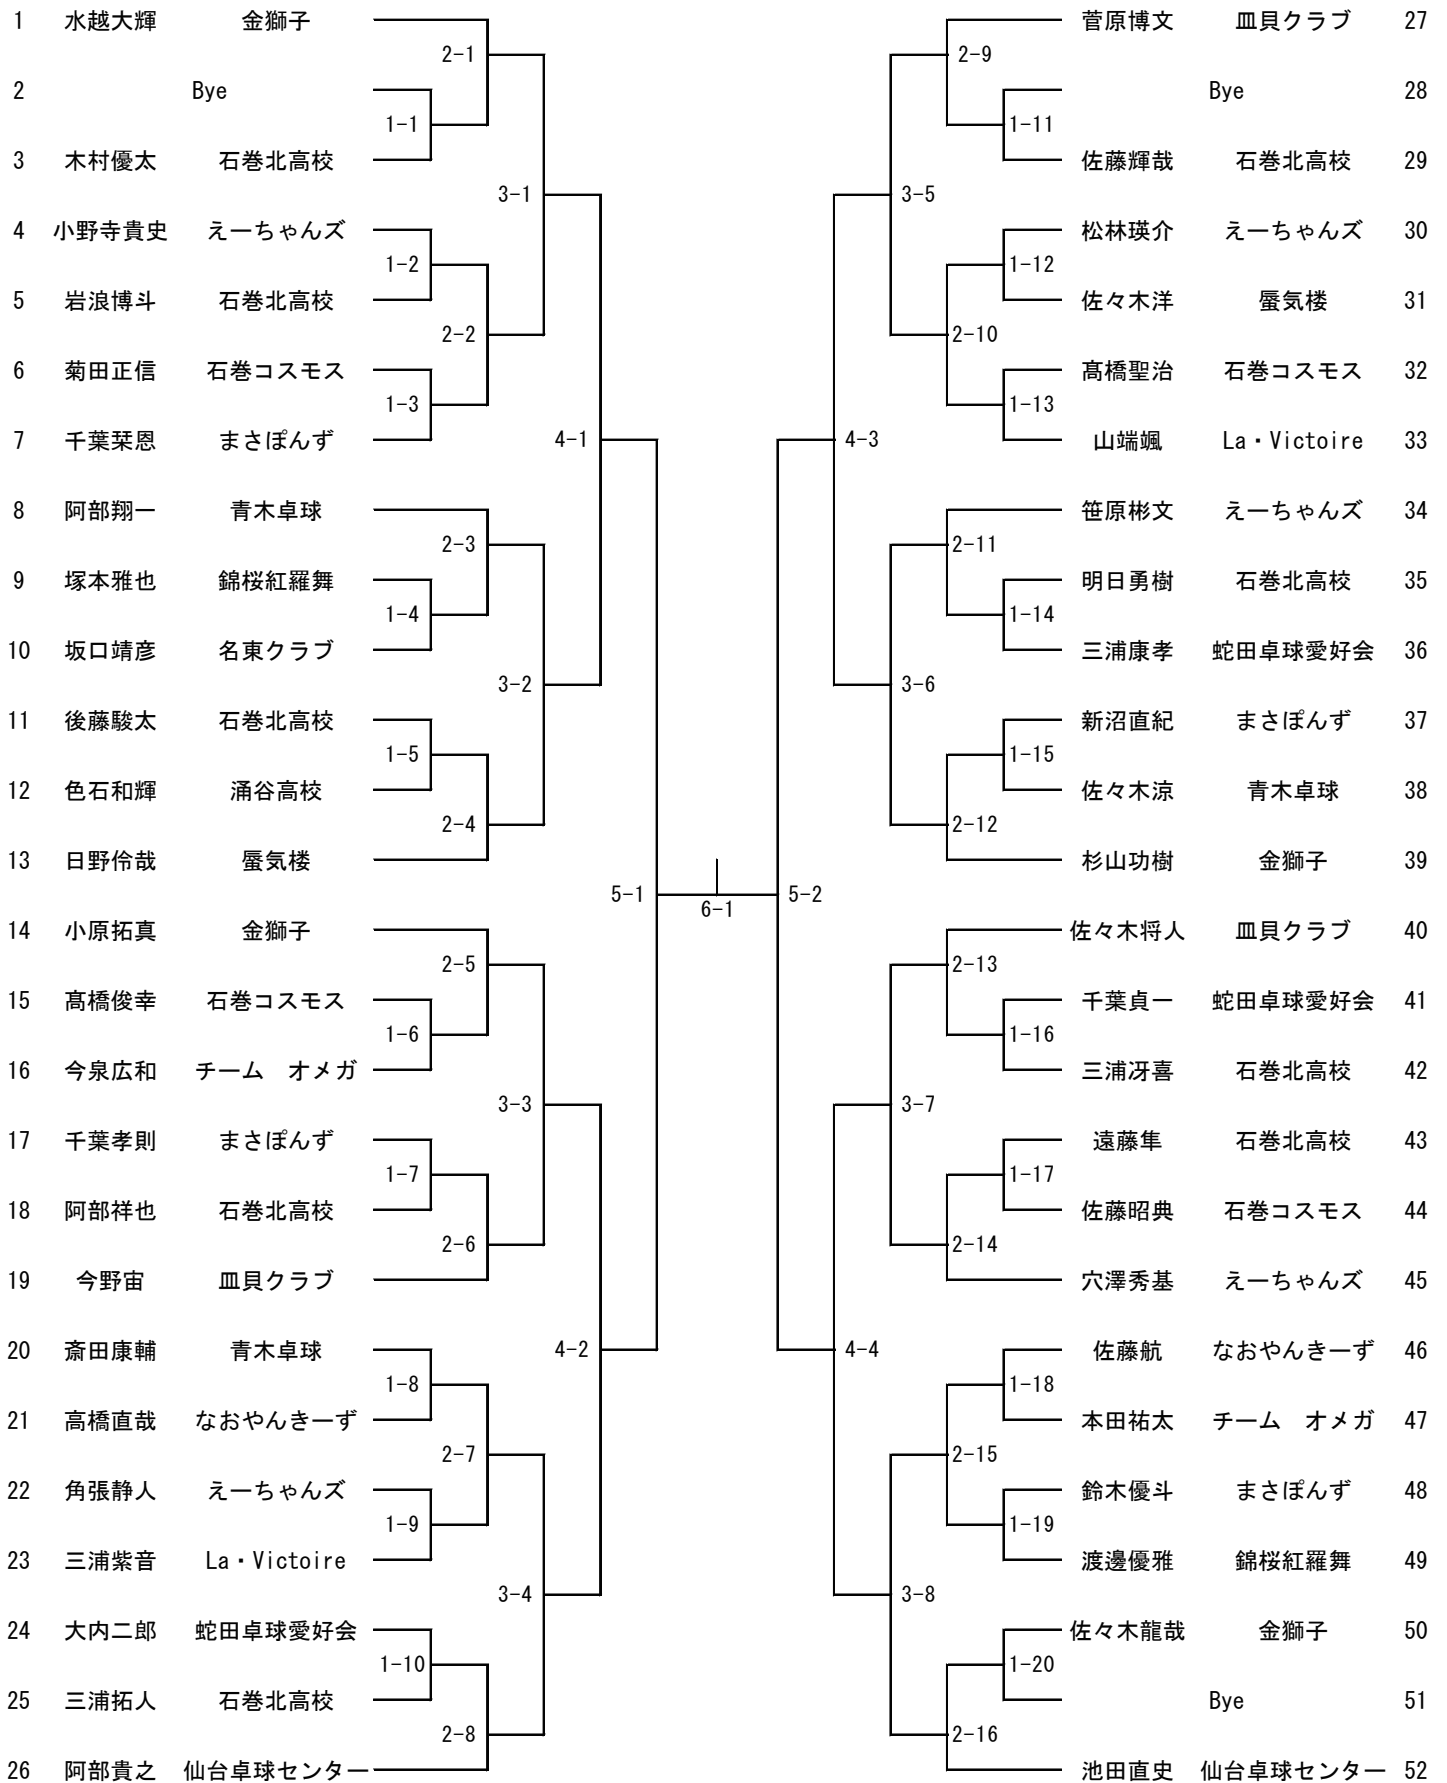 1 水越大輝 金獅子
2-1
2 Bye
1-1
3 木村優太 石巻北高校
3-1
4 小野寺貴史 えーちゃんズ
1-2
5 岩浪博斗 石巻北高校
2-2
6 菊田正信 石巻コスモス
1-3
7 千葉栞恩 まさぽんず
4-1
8 阿部翔一 青木卓球
2-3
9 塚本雅也 錦桜紅羅舞
1-4
10 坂口靖彦 名東クラブ
3-2
11 後藤駿太 石巻北高校
1-5
12 色石和輝 涌谷高校
2-4
13 日野伶哉 蜃気楼
5-1
14 小原拓真 金獅子
2-5
15 髙橋俊幸 石巻コスモス
1-6
16 今泉広和 チーム オメガ
3-3
17 千葉孝則 まさぽんず
1-7
18 阿部祥也 石巻北高校
2-6
19 今野宙 皿貝クラブ
20 斎田康輔 青木卓球
4-2
1-8
21 高橋直哉 なおやんきーず
2-7
22 角張静人 えーちゃんズ
1-9
23 三浦紫音 La・Victoire
3-4
24 大内二郎 蛇田卓球愛好会
1-10
25 三浦拓人 石巻北高校
2-8
26 阿部貴之 仙台卓球センター
6-1
菅原博文 皿貝クラブ 27
2-9
Bye 28
1-11
佐藤輝哉 石巻北高校 29
3-5
松林瑛介 えーちゃんズ 30
1-12
佐々木洋 蜃気楼 31
2-10
髙橋聖治 石巻コスモス 32
1-13
山端颯 La・Victoire 33
4-3
笹原彬文 えーちゃんズ 34
2-11
明日勇樹 石巻北高校 35
1-14
三浦康孝 蛇田卓球愛好会 36
3-6
新沼直紀 まさぽんず 37
1-15
佐々木涼 青木卓球 38
2-12
杉山功樹 金獅子 39
5-2
佐々木将人 皿貝クラブ 40
2-13
千葉貞一 蛇田卓球愛好会 41
1-16
三浦冴喜 石巻北高校 42
3-7
遠藤隼 石巻北高校 43
1-17
佐藤昭典 石巻コスモス 44
2-14
穴澤秀基 えーちゃんズ 45
佐藤航 なおやんきーず 46
4-4
1-18
本田祐太 チーム オメガ 47
2-15
鈴木優斗 まさぽんず 48
1-19
渡邊優雅 錦桜紅羅舞 49
3-8
佐々木龍哉 金獅子 50
1-20
Bye 51
2-16
池田直史 仙台卓球センター 52